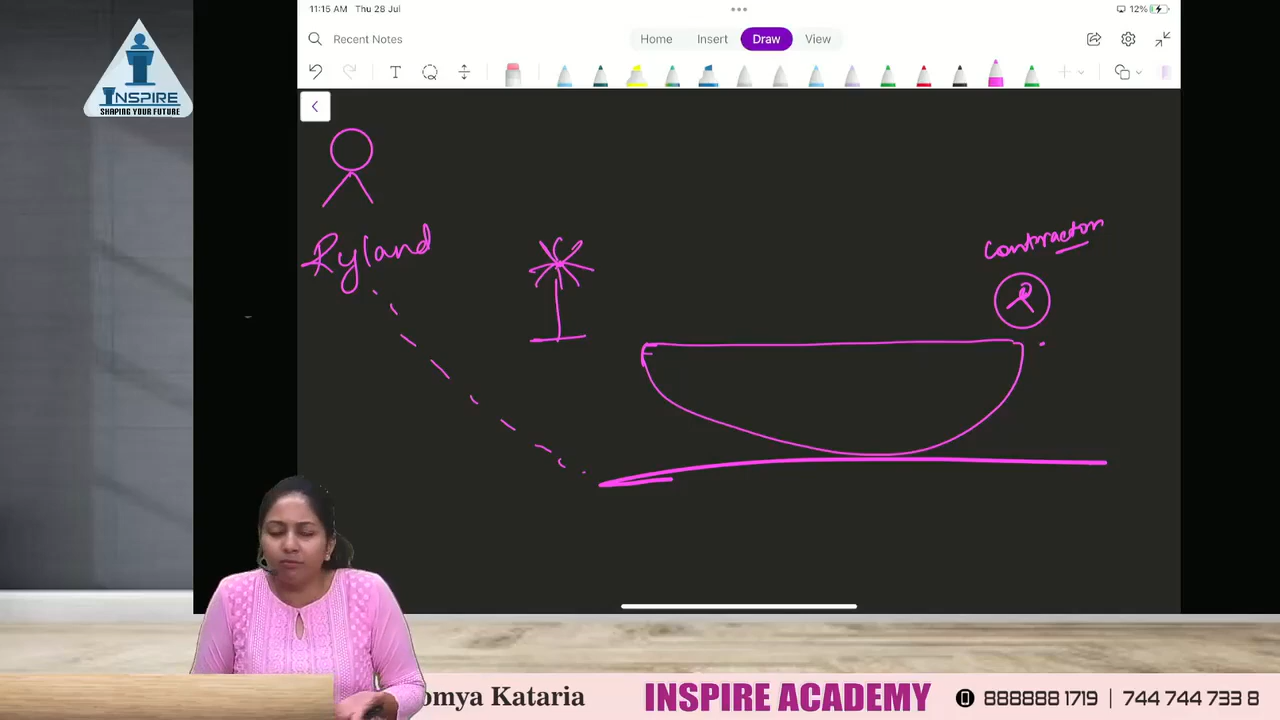 11:15 AM Thu 28 Jul
12%
Recent Notes
Home Insert Draw View
T
INSPIRE
SHAPING YOUR FUTURE
Ryland
Contractor
omya Kataria
INSPIRE ACADEMY
888888 1719 | 744 744 733 8